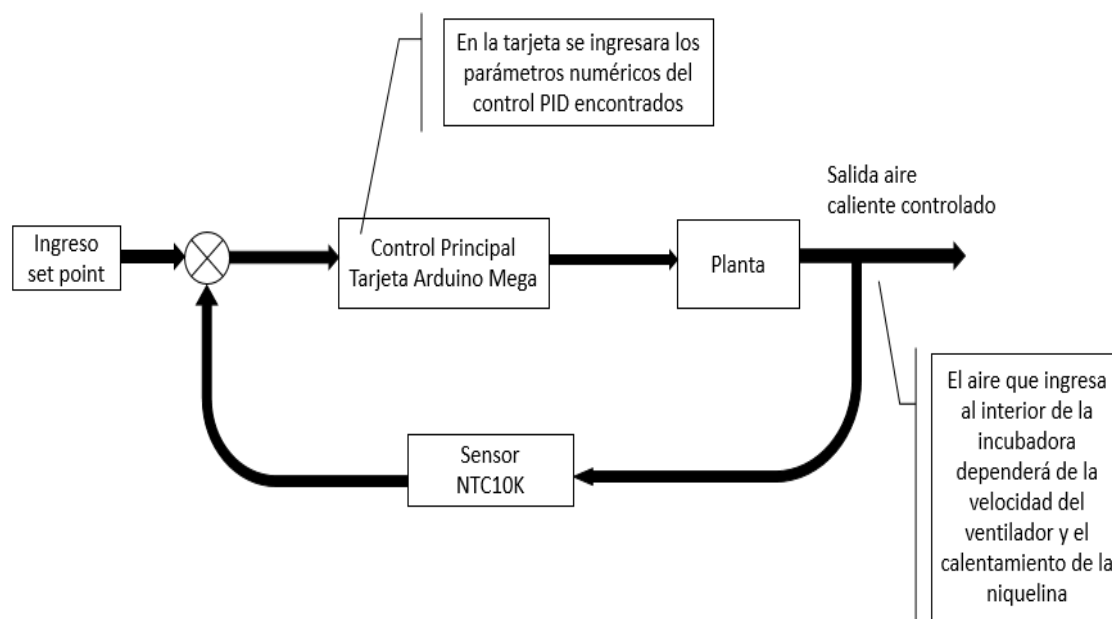 En la tarjeta se ingresara los
parámetros numéricos del
control PID encontrados
Salida aire
caliente controlado
Ingreso
set point
Control Principal
Tarjeta Arduino Mega
Planta
Sensor
NTC10K
El aire que ingresa
al interior de la
incubadora
dependerá de la
velocidad del
ventilador y el
calentamiento de la
niquelina